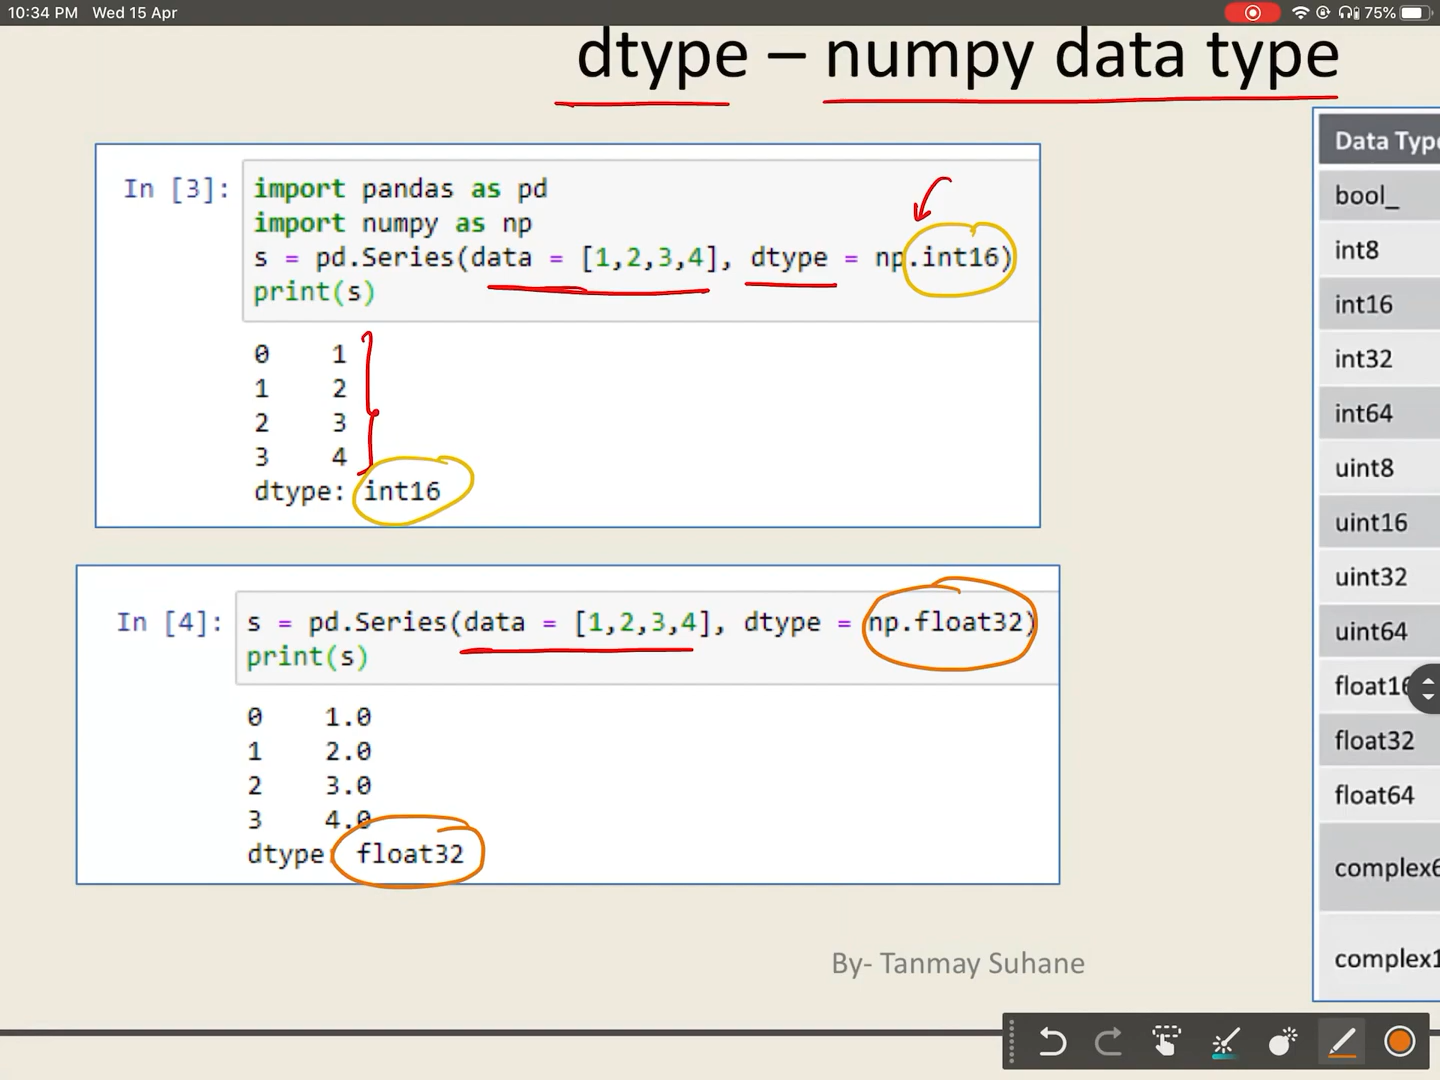 10:34 PM Wed 15 Apr
75%
dtype – numpy data type
In [3]: import pandas as pd
import numpy as np
s = pd.Series(data = [1,2,3,4], dtype = np.int16)
print(s)
0 1
1 2
2 3
3 4
dtype: int16
In [4]: s = pd.Series(data = [1,2,3,4], dtype = np.float32)
print(s)
0 1.0
1 2.0
2 3.0
3 4.0
dtype: float32
By- Tanmay Suhane
Data Type
bool_
int8
int16
int32
int64
uint8
uint16
uint32
uint64
float16
float32
float64